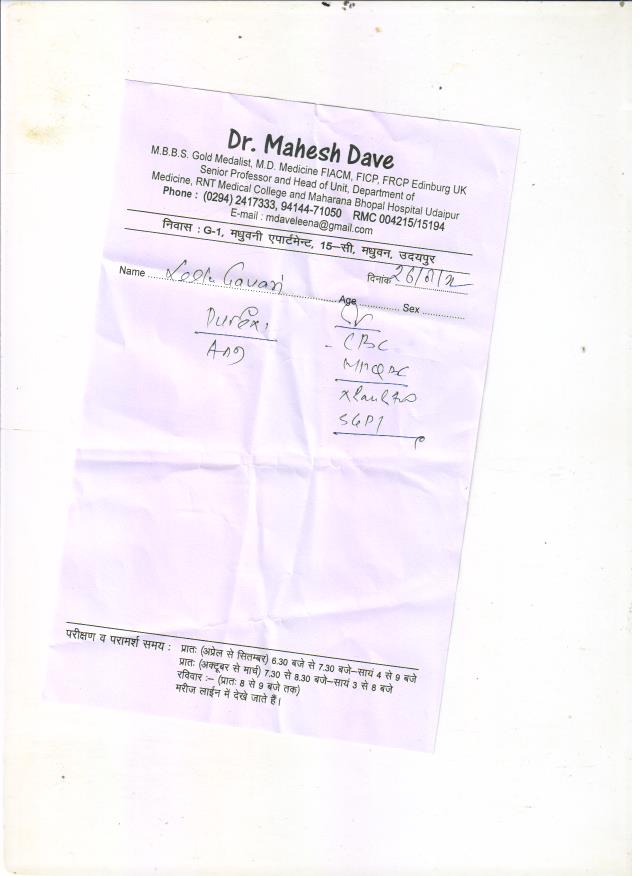 Dr. Mahesh Dave
M.B.B.S. Gold Medalist, M.D. Medicine FIACM, FICP, FRCP Edinburg UK
Senior Professor and Head of Unit, Department of
Medicine, RNT Medical College and Maharana Bhopal Hospital Udaipur
Phone : (0294) 2417333, 94144-71050 RMC 004215/15194
E-mail : mdaveleena@gmail.com
निवास : G-1, मधुवनी एपार्टमेन्ट, 15–सी, मधुवन, उदयपुर
दिनांक
Name Gavari Age Sex
CBC
SGPT
परीक्षण व परामर्श समय : प्रातः (अप्रेल से सितम्बर) 6.30 बजे से 7.30 बजे–सायं 4 से 9 बजे
प्रातः (अक्टूबर से मार्च) 7.30 से 8.30 बजे–सायं 3 से 8 बजे
रविवार :– (प्रातः 8 से 9 बजे तक)
मरीज लाईन में देखे जाते हैं।